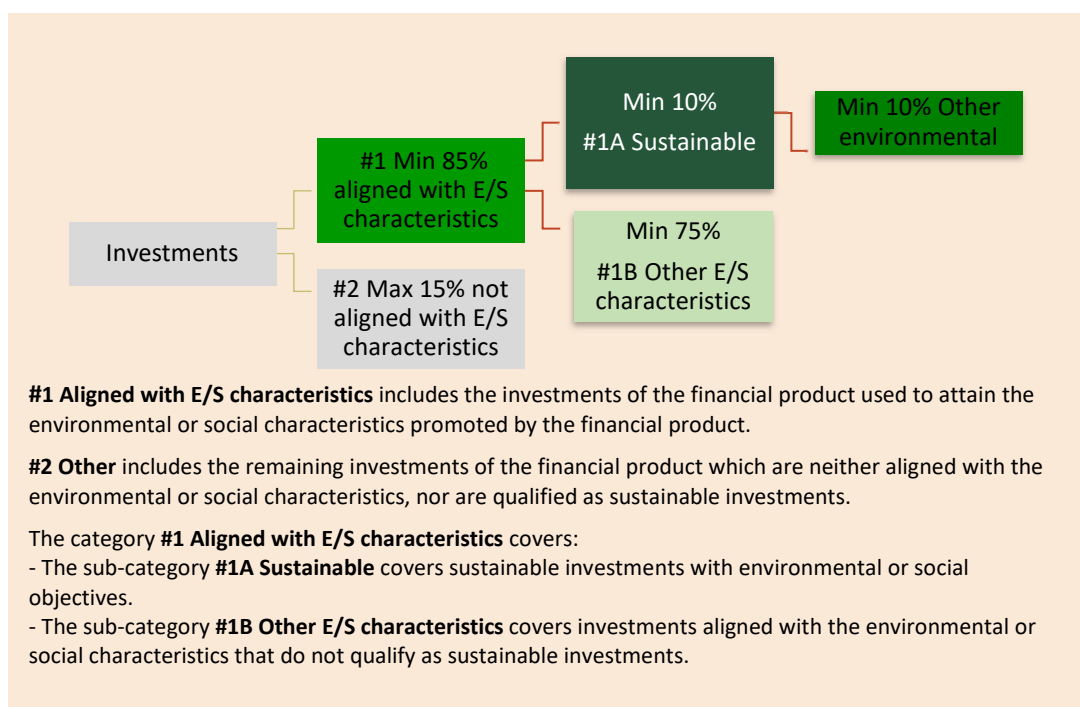 Min 10%
#1A Sustainable
Min 10% Other
environmental
#1 Min 85%
aligned with E/S
characteristics
Investments
Min 75%
#1B Other E/S
characteristics
#2 Max 15% not
aligned with E/S
characteristics
#1 Aligned with E/S characteristics includes the investments of the financial product used to attain the
environmental or social characteristics promoted by the financial product.
#2 Other includes the remaining investments of the financial product which are neither aligned with the
environmental or social characteristics, nor are qualified as sustainable investments.
The category #1 Aligned with E/S characteristics covers:
- The sub-category #1A Sustainable covers sustainable investments with environmental or social
objectives.
- The sub-category #1B Other E/S characteristics covers investments aligned with the environmental or
social characteristics that do not qualify as sustainable investments.